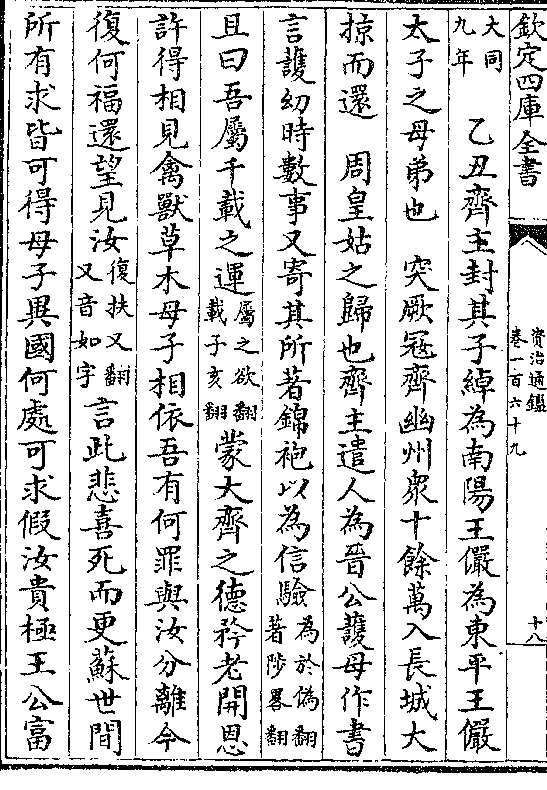 欽定四庫全書
資治通鑑
卷一百六十九
十八
大同
九年
乙丑齊主封其子綽為南陽王儼為東平王儼
太子之母弟也　突厥寇齊幽州衆十餘萬入長城大
掠而還　周皇姑之歸也齊主遣人為晉公護母作書
言護幼時數事又寄其所著錦袍以為信驗為於偽翻著陟畧翻
且曰吾屬千載之運屬之欲翻載子亥翻蒙大齊之德矜老開恩
許得相見禽獸草木母子相依吾有何罪與汝分離今
復何福還望見汝復扶又翻又音如字言此悲喜死而更蘇世間
所有求皆可得母子異國何處可求假汝貴極王公富